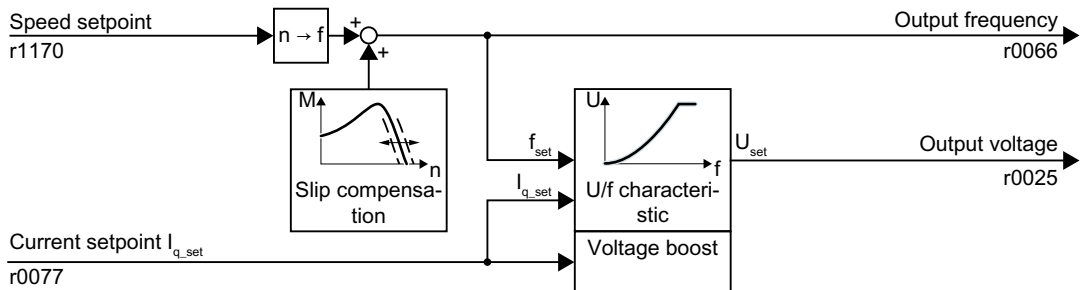 Speed setpoint
r1170
n → f
+
+
Output frequency
r0066
M
n
Slip compensa-
tion
f_set
I_q_set
U
f
U/f characteri-
stic
U_set
Output voltage
r0025
Current setpoint I_q_set
r0077
Voltage boost